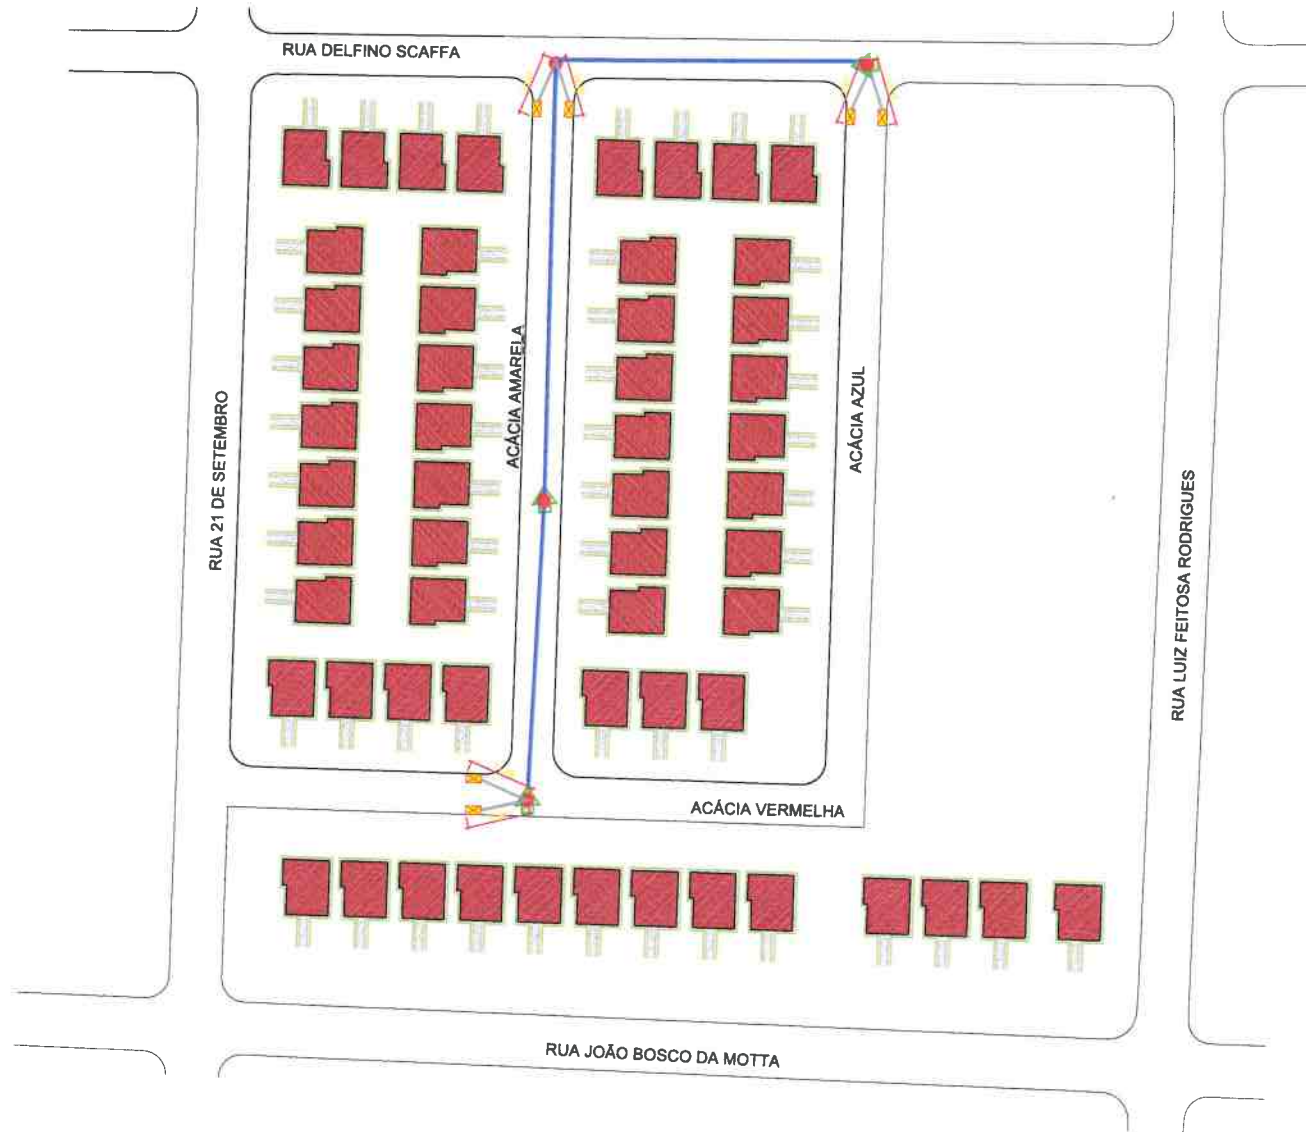 RUA DELFINO SCAFFA
ACÁCIA AMARELA
ACÁCIA AZUL
RUA 21 DE SETEMBRO
RUA LUIZ FEITOSA RODRIGUES
ACÁCIA VERMELHA
RUA JOÃO BOSCO DA MOTTA